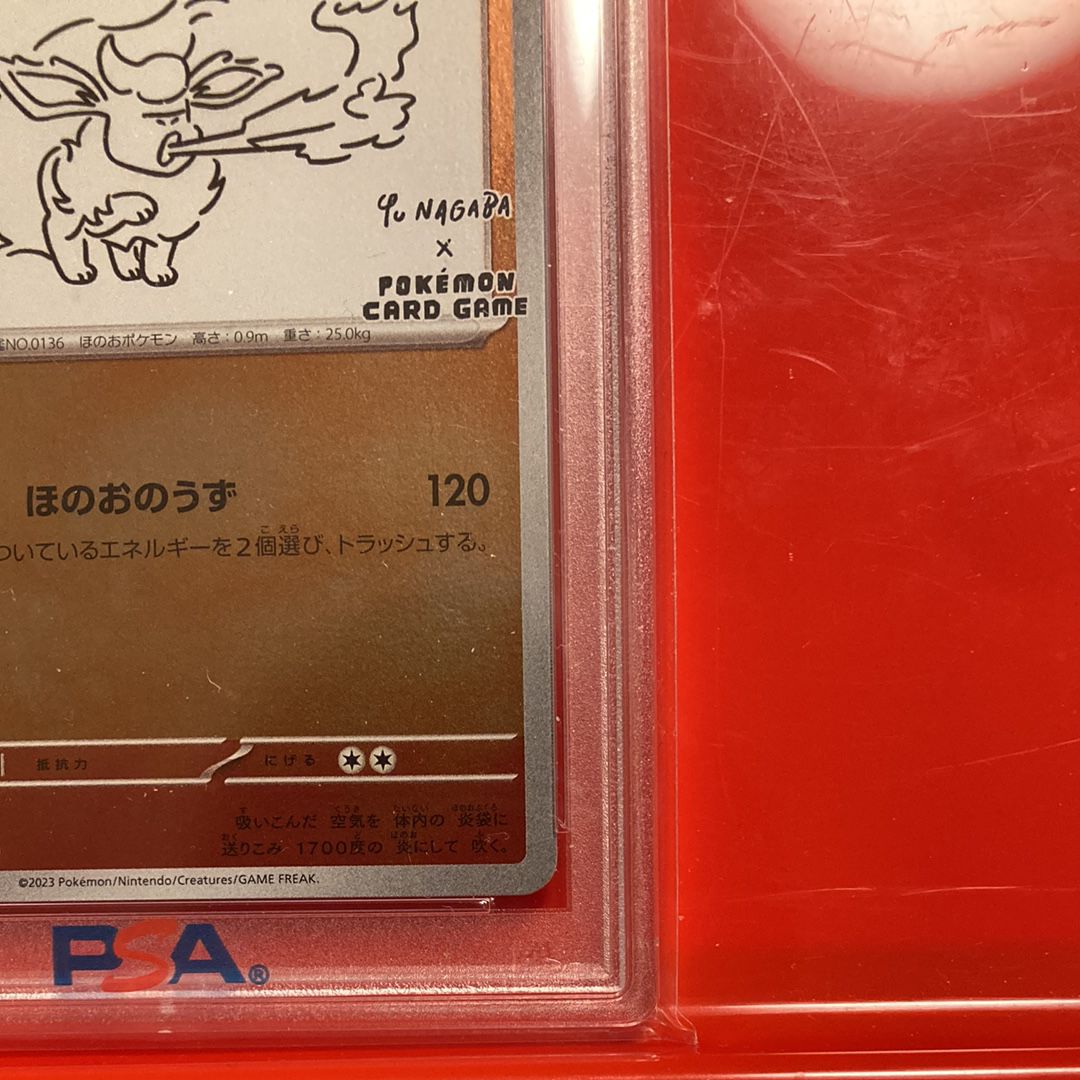 Yu NAGABA
×
POKÉMON
CARD GAME
NO.0136 ほのおポケモン 高さ:0.9m 重さ:25.0kg
ほのおのうず 120
ついているエネルギーを2個選び、トラッシュする。
抵抗力 にげる
吸いこんだ 空気を 体内の 炎袋に
送りこみ 1700度の 炎にして 吹く。
©2023 Pokémon/Nintendo/Creatures/GAME FREAK.
PSA®